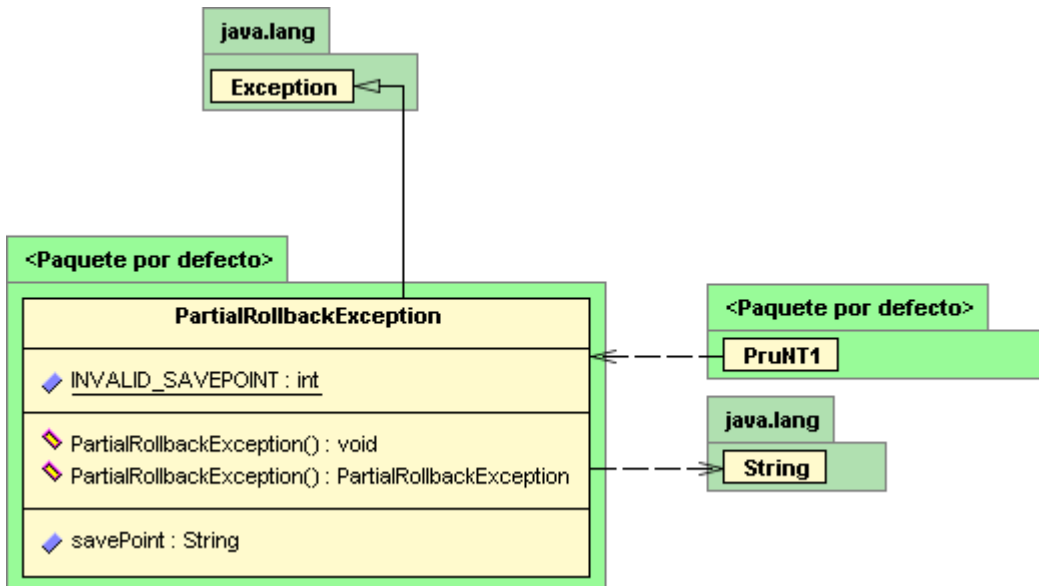 java.lang
Exception
<Paquete por defecto>
PartialRollbackException
INVALID_SAVEPOINT : int
PartialRollbackException() : void
PartialRollbackException() : PartialRollbackException
savePoint : String
<Paquete por defecto>
PruNT1
java.lang
String